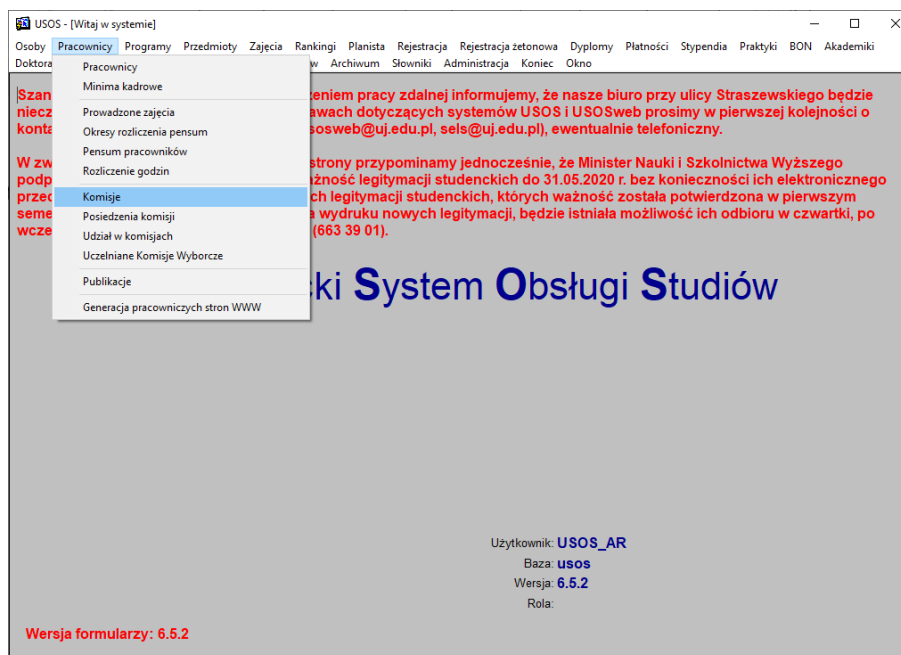 USOS - [Witaj w systemie]
Osoby Pracownicy Programy Przedmioty Zajęcia Rankingi Planista Rejestracja Rejestracja żetonowa Dyplomy Płatności Stypendia Praktyki BON Akademiki
Doktora w Archiwum Słowniki Administracja Koniec Okno
Pracownicy
Minima kadrowe
Prowadzone zajęcia
Okresy rozliczenia pensum
Pensum pracowników
Rozliczenie godzin
Komisje
Posiedzenia komisji
Udział w komisjach
Uczelniane Komisje Wyborcze
Publikacje
Generacja pracowniczych stron WWW
Szan zeniem pracy zdalnej informujemy, że nasze biuro przy ulicy Straszewskiego będzie
niecz awach dotyczących systemów USOS i USOSweb prosimy w pierwszej kolejności o
konta sosweb@uj.edu.pl, sels@uj.edu.pl), ewentualnie telefoniczny.
W zw strony przypominamy jednocześnie, że Minister Nauki i Szkolnictwa Wyższego
podp ażność legitymacji studenckich do 31.05.2020 r. bez konieczności ich elektronicznego
przed ch legitymacji studenckich, których ważność została potwierdzona w pierwszym
seme a wydruku nowych legitymacji, będzie istniała możliwość ich odbioru w czwartki, po
wcze (663 39 01).
ki System Obsługi Studiów
Użytkownik: USOS_AR
Baza: usos
Wersja: 6.5.2
Rola:
Wersja formularzy: 6.5.2